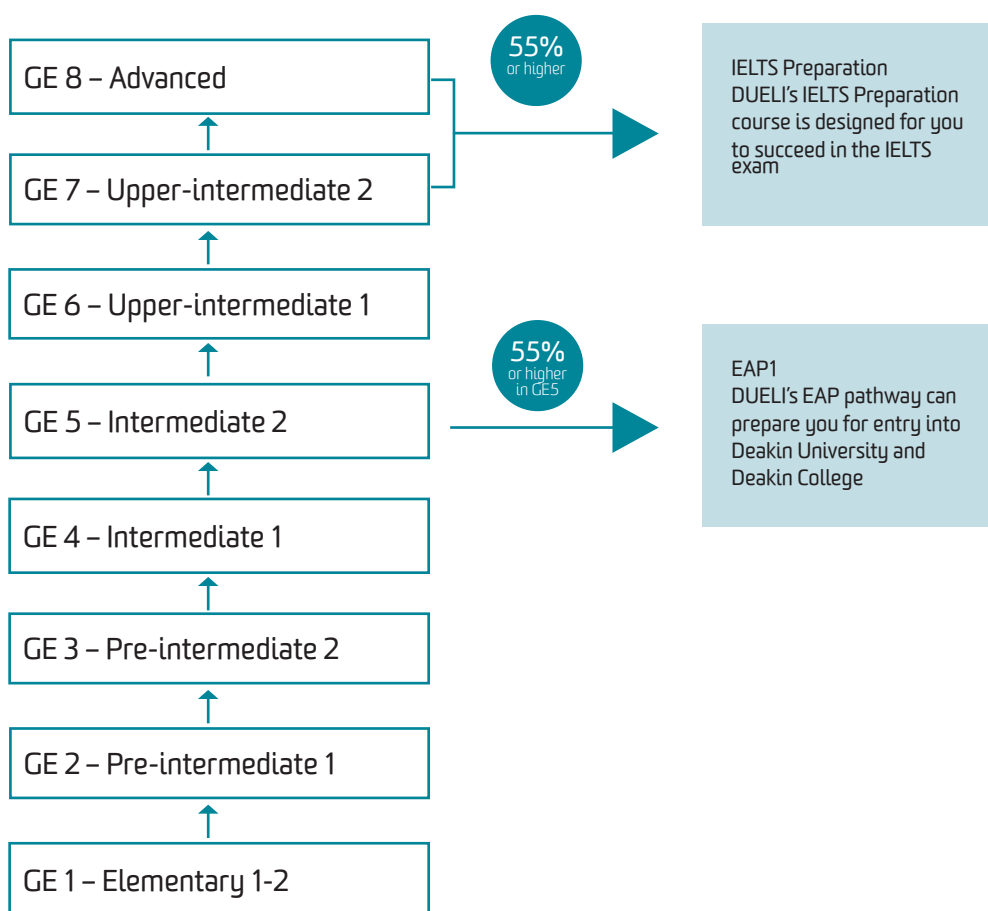 GE 8 – Advanced
55%
or higher
IELTS Preparation
DUELI's IELTS Preparation
course is designed for you
to succeed in the IELTS
exam
GE 7 – Upper-intermediate 2
GE 6 – Upper-intermediate 1
GE 5 – Intermediate 2
55%
or higher
in GE5
EAP1
DUELI's EAP pathway can
prepare you for entry into
Deakin University and
Deakin College
GE 4 – Intermediate 1
GE 3 – Pre-intermediate 2
GE 2 – Pre-intermediate 1
GE 1 – Elementary 1-2